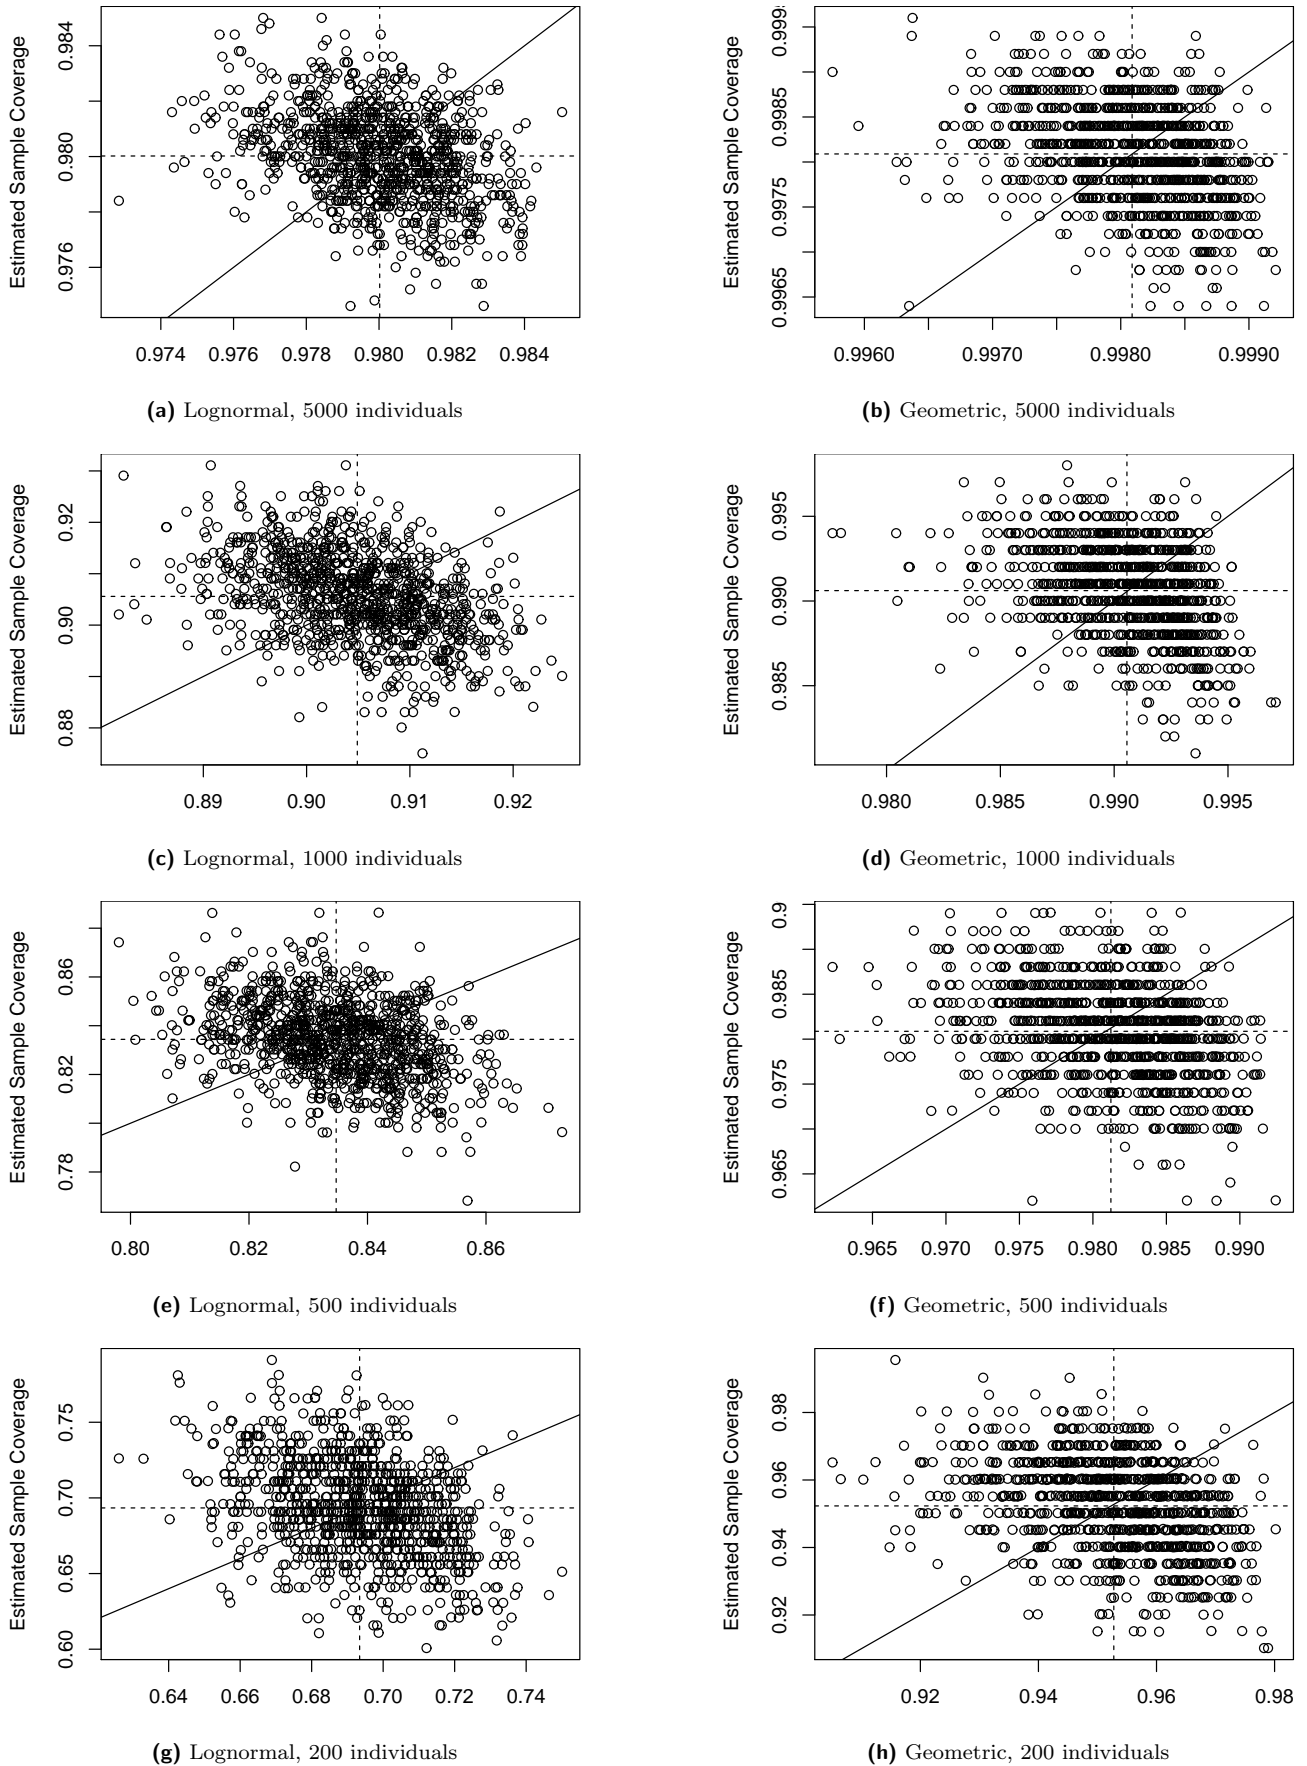 Estimated Sample Coverage
0.984
0.980
0.976
0.974 0.976 0.978 0.980 0.982 0.984
(a) Lognormal, 5000 individuals
Estimated Sample Coverage
0.9985
0.9975
0.9965
0.9960 0.9970 0.9980 0.9990
(b) Geometric, 5000 individuals
Estimated Sample Coverage
0.92
0.90
0.88
0.89 0.90 0.91 0.92
(c) Lognormal, 1000 individuals
Estimated Sample Coverage
0.995
0.990
0.985
0.980 0.985 0.990 0.995
(d) Geometric, 1000 individuals
Estimated Sample Coverage
0.86
0.82
0.78
0.80 0.82 0.84 0.86
(e) Lognormal, 500 individuals
Estimated Sample Coverage
0.9
0.985
0.975
0.965
0.965 0.970 0.975 0.980 0.985 0.990
(f) Geometric, 500 individuals
Estimated Sample Coverage
0.75
0.70
0.65
0.60
0.64 0.66 0.68 0.70 0.72 0.74
(g) Lognormal, 200 individuals
Estimated Sample Coverage
0.98
0.96
0.94
0.92
0.92 0.94 0.96 0.98
(h) Geometric, 200 individuals